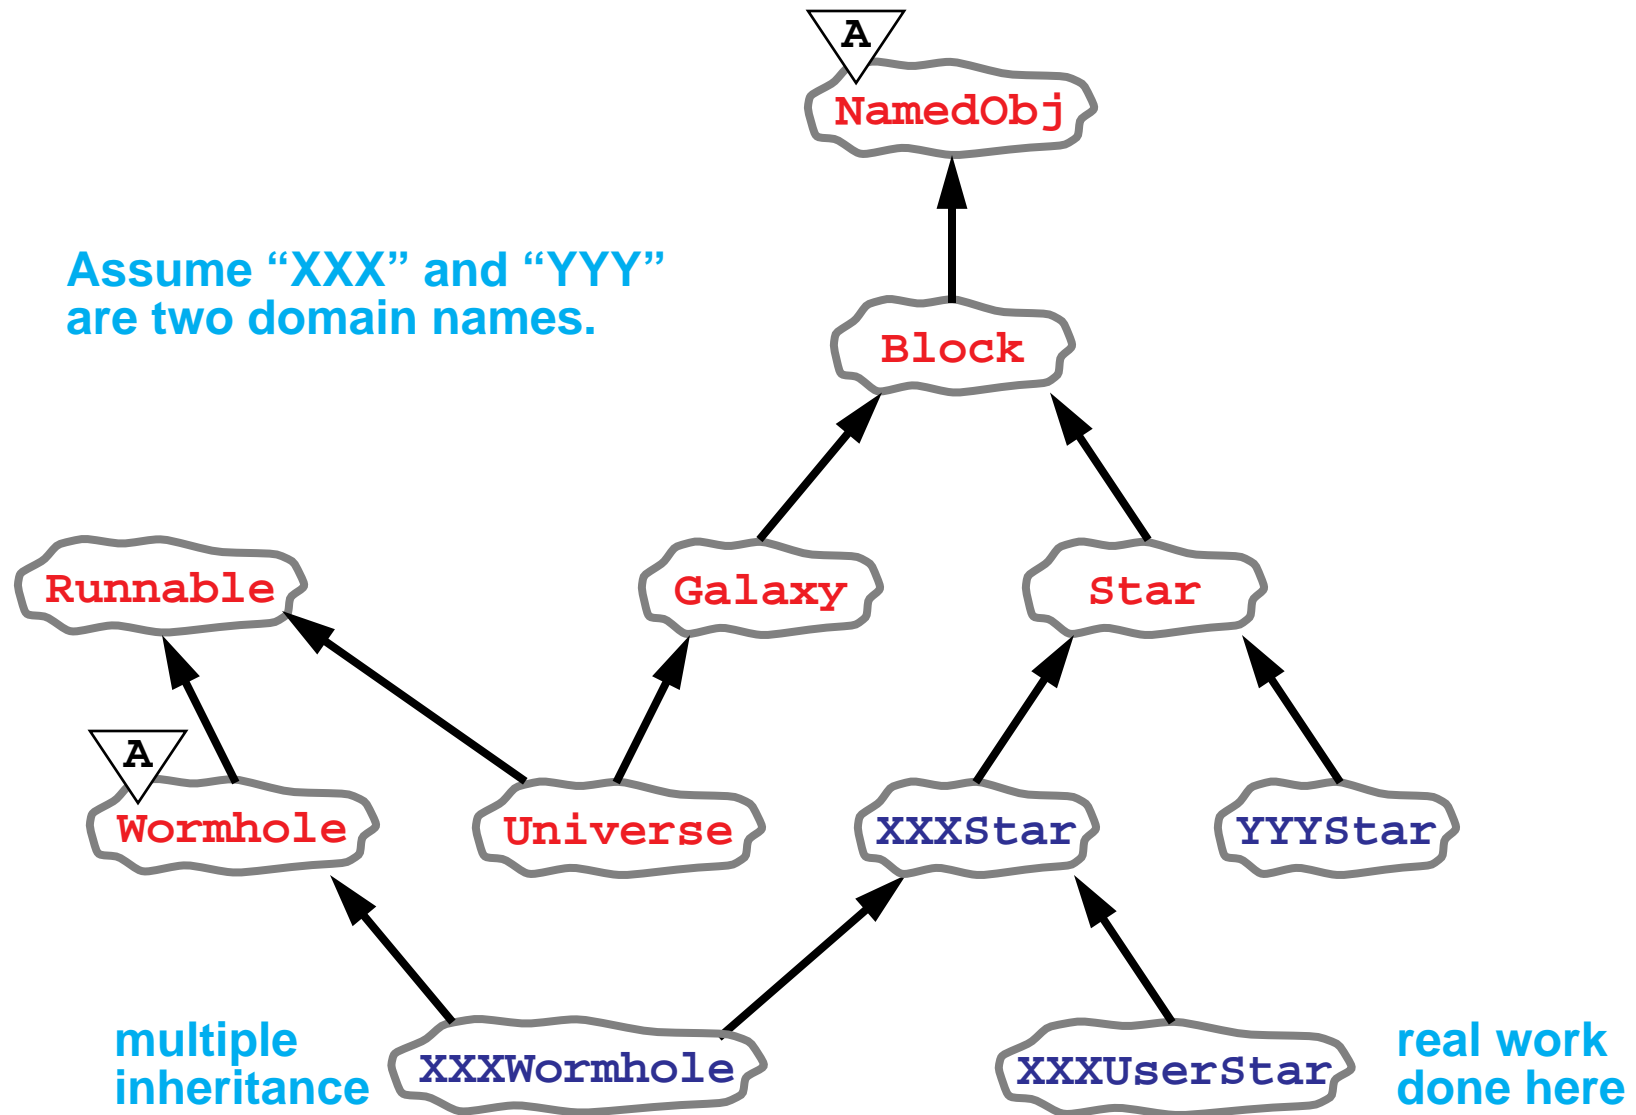 A
NamedObj
Assume “XXX” and “YYY”
are two domain names.
Block
Runnable
Galaxy
Star
A
Wormhole
Universe
XXXStar
YYYStar
multiple
inheritance
XXXWormhole
XXXUserStar
real work
done here